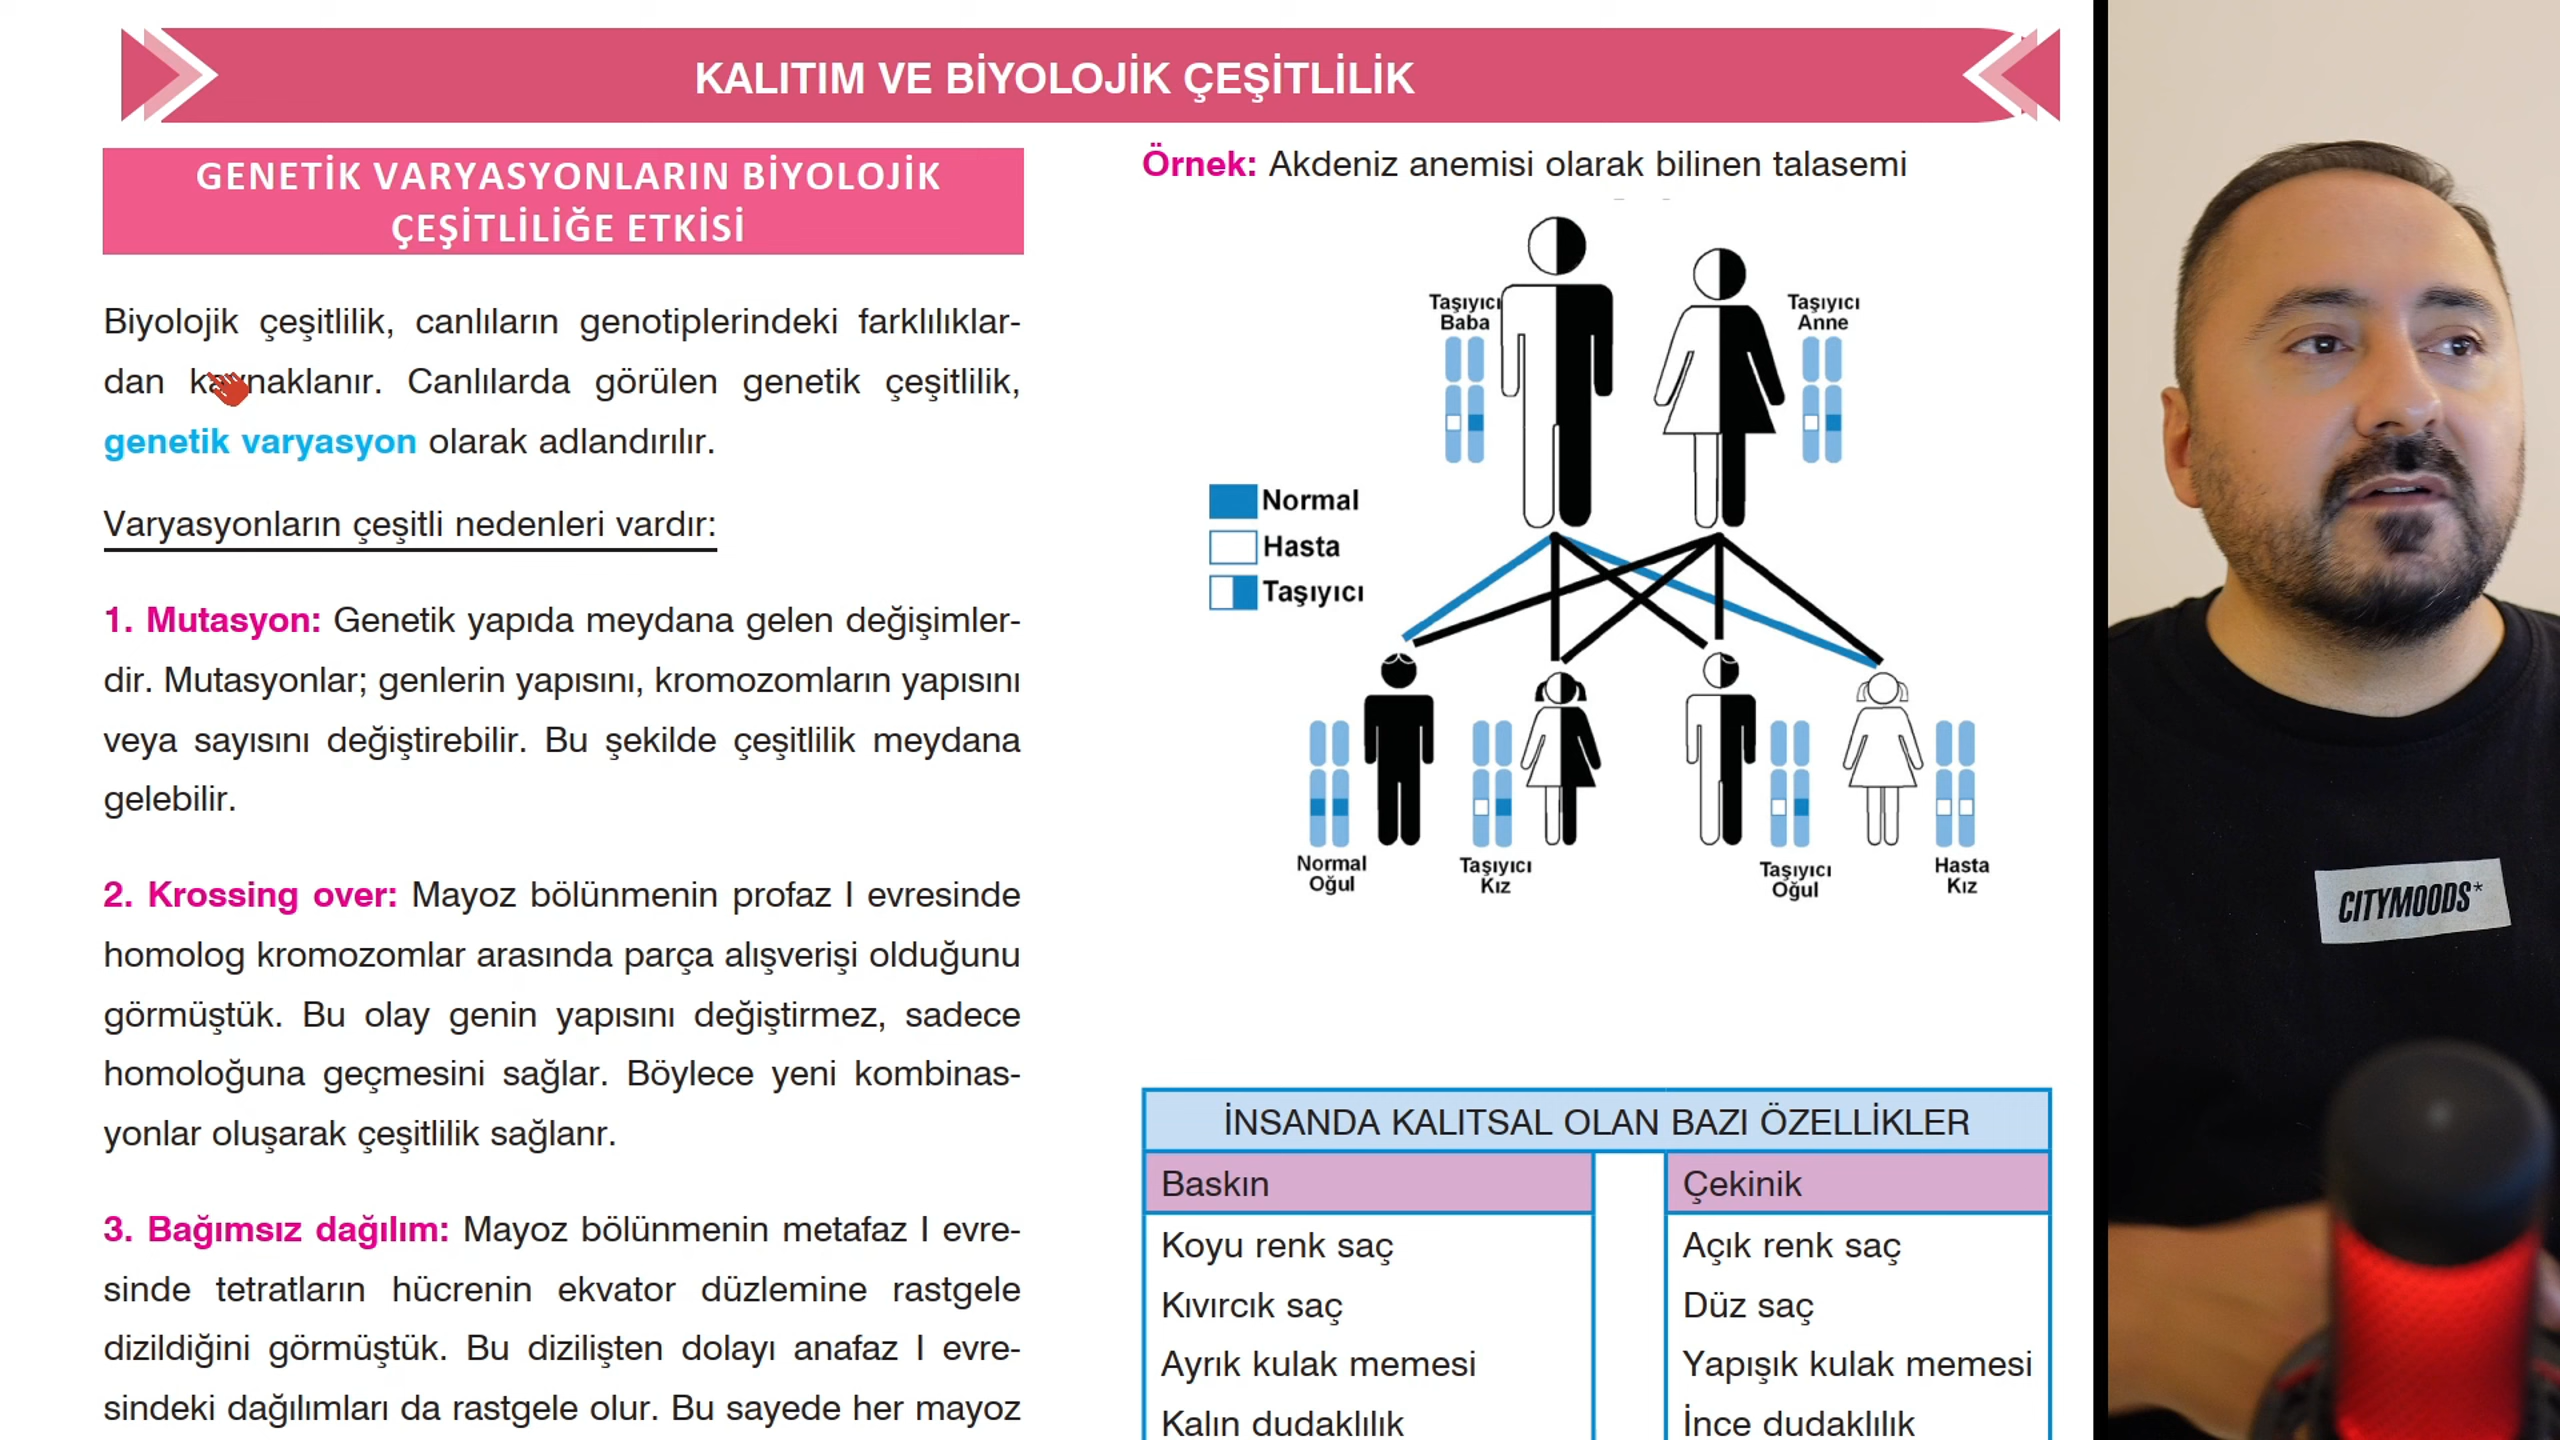 KALITIM VE BİYOLOJİK ÇEŞİTLİLİK
GENETİK VARYASYONLARIN BİYOLOJİK
ÇEŞİTLİLİĞE ETKİSİ
Biyolojik çeşitlilik, canlıların genotiplerindeki farklılıklar-
dan kaynaklanır. Canlılarda görülen genetik çeşitlilik,
genetik varyasyon olarak adlandırılır.
Varyasyonların çeşitli nedenleri vardır:
1. Mutasyon: Genetik yapıda meydana gelen değişimler-
dir. Mutasyonlar; genlerin yapısını, kromozomların yapısını
veya sayısını değiştirebilir. Bu şekilde çeşitlilik meydana
gelebilir.
2. Krossing over: Mayoz bölünmenin profaz I evresinde
homolog kromozomlar arasında parça alışverişi olduğunu
görmüştük. Bu olay genin yapısını değiştirmez, sadece
homoloğuna geçmesini sağlar. Böylece yeni kombinas-
yonlar oluşarak çeşitlilik sağlanr.
3. Bağımsız dağılım: Mayoz bölünmenin metafaz I evre-
sinde tetratların hücrenin ekvator düzlemine rastgele
dizildiğini görmüştük. Bu dizilişten dolayı anafaz I evre-
sindeki dağılımları da rastgele olur. Bu sayede her mayoz
Örnek: Akdeniz anemisi olarak bilinen talasemi
Taşıyıcı
Baba
Taşıyıcı
Anne
Normal
Hasta
Taşıyıcı
Normal
Oğul
Taşıyıcı
Kız
Taşıyıcı
Oğul
Hasta
Kız
İNSANDA KALITSAL OLAN BAZI ÖZELLİKLER
Baskın
Çekinik
Koyu renk saç
Açık renk saç
Kıvırcık saç
Düz saç
Ayrık kulak memesi
Yapışık kulak memesi
Kalın dudaklılık
İnce dudaklılık
CITYMOODS*